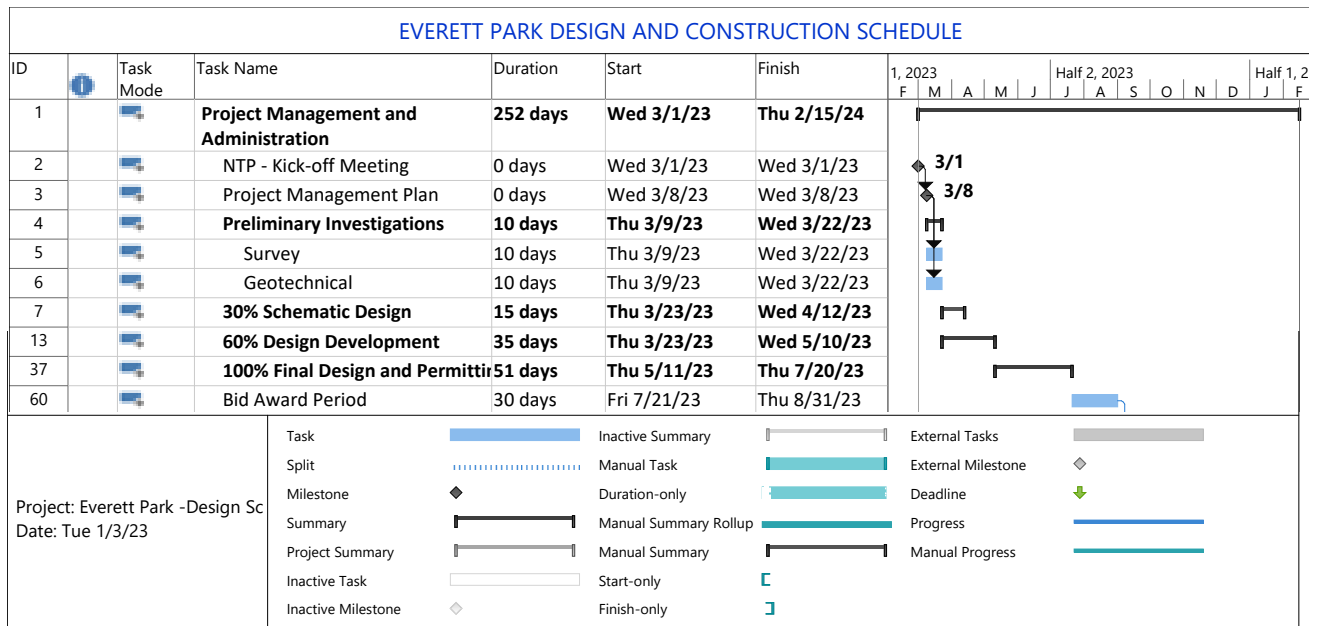 EVERETT PARK DESIGN AND CONSTRUCTION SCHEDULE
ID Task Mode Task Name Duration Start Finish
1, 2023 Half 2, 2023 Half 1, 2
F M A M J J A S O N D J F
1 Project Management and Administration 252 days Wed 3/1/23 Thu 2/15/24
2 NTP - Kick-off Meeting 0 days Wed 3/1/23 Wed 3/1/23 3/1
3 Project Management Plan 0 days Wed 3/8/23 Wed 3/8/23 3/8
4 Preliminary Investigations 10 days Thu 3/9/23 Wed 3/22/23
5 Survey 10 days Thu 3/9/23 Wed 3/22/23
6 Geotechnical 10 days Thu 3/9/23 Wed 3/22/23
7 30% Schematic Design 15 days Thu 3/23/23 Wed 4/12/23
13 60% Design Development 35 days Thu 3/23/23 Wed 5/10/23
37 100% Final Design and Permittin 51 days Thu 5/11/23 Thu 7/20/23
60 Bid Award Period 30 days Fri 7/21/23 Thu 8/31/23
Project: Everett Park -Design Sc
Date: Tue 1/3/23
Task
Split
Milestone
Summary
Project Summary
Inactive Task
Inactive Milestone
Inactive Summary
Manual Task
Duration-only
Manual Summary Rollup
Manual Summary
Start-only
Finish-only
External Tasks
External Milestone
Deadline
Progress
Manual Progress